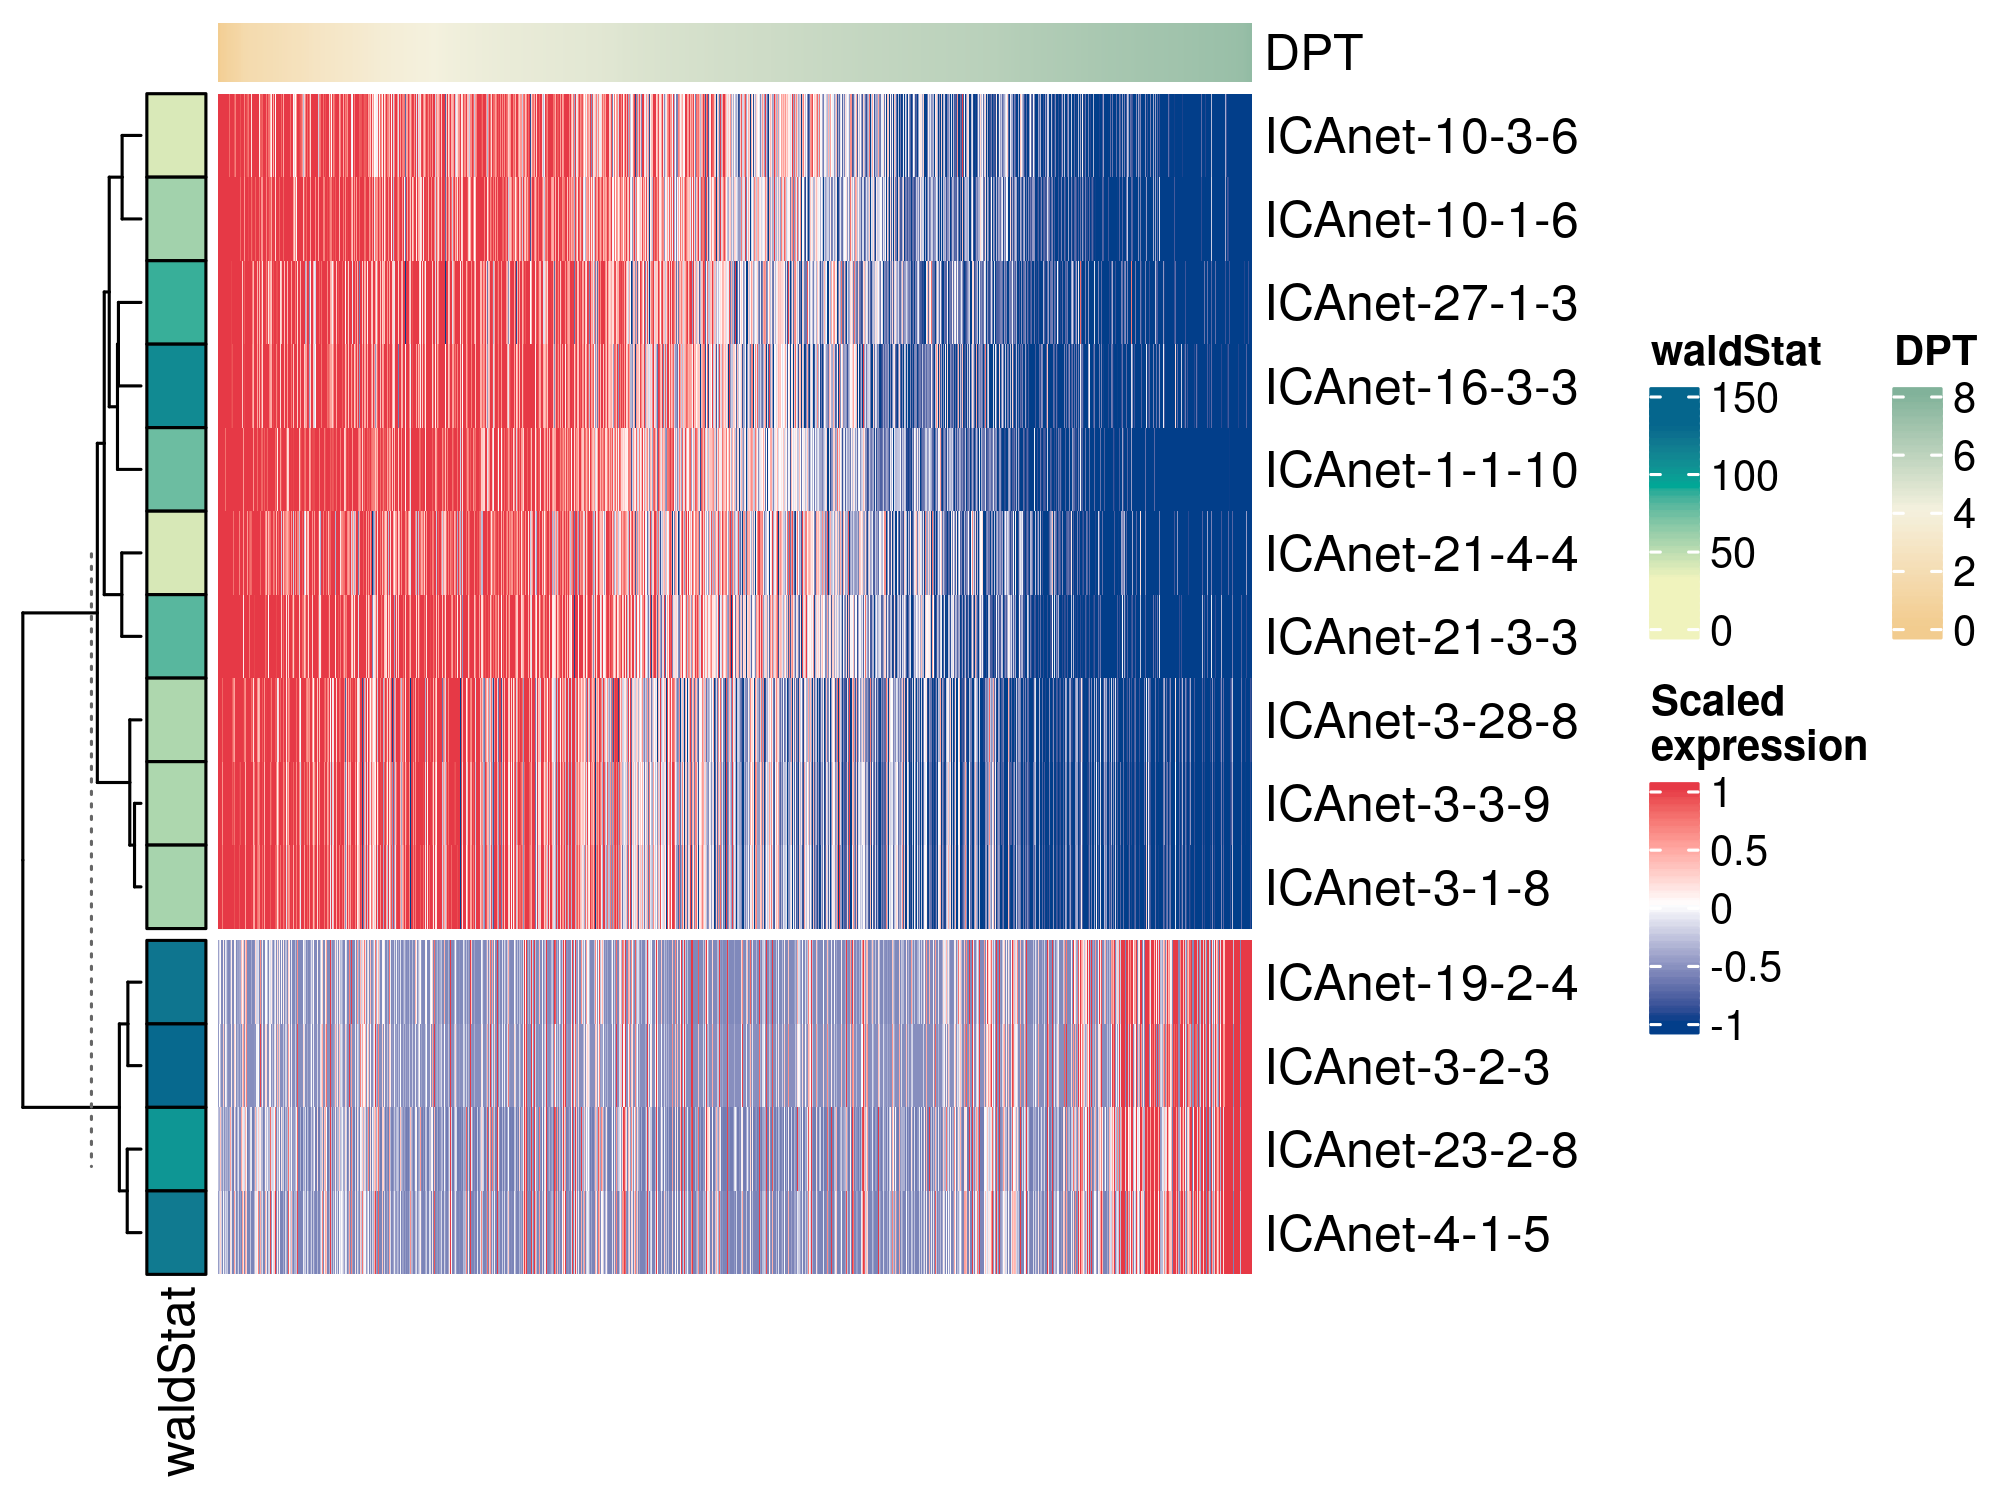 DPT
ICAnet-10-3-6
ICAnet-10-1-6
ICAnet-27-1-3
ICAnet-16-3-3
ICAnet-1-1-10
ICAnet-21-4-4
ICAnet-21-3-3
ICAnet-3-28-8
ICAnet-3-3-9
ICAnet-3-1-8
ICAnet-19-2-4
ICAnet-3-2-3
ICAnet-23-2-8
ICAnet-4-1-5
waldStat
waldStat
150
100
50
0
DPT
8
6
4
2
0
Scaled
expression
1
0.5
0
-0.5
-1